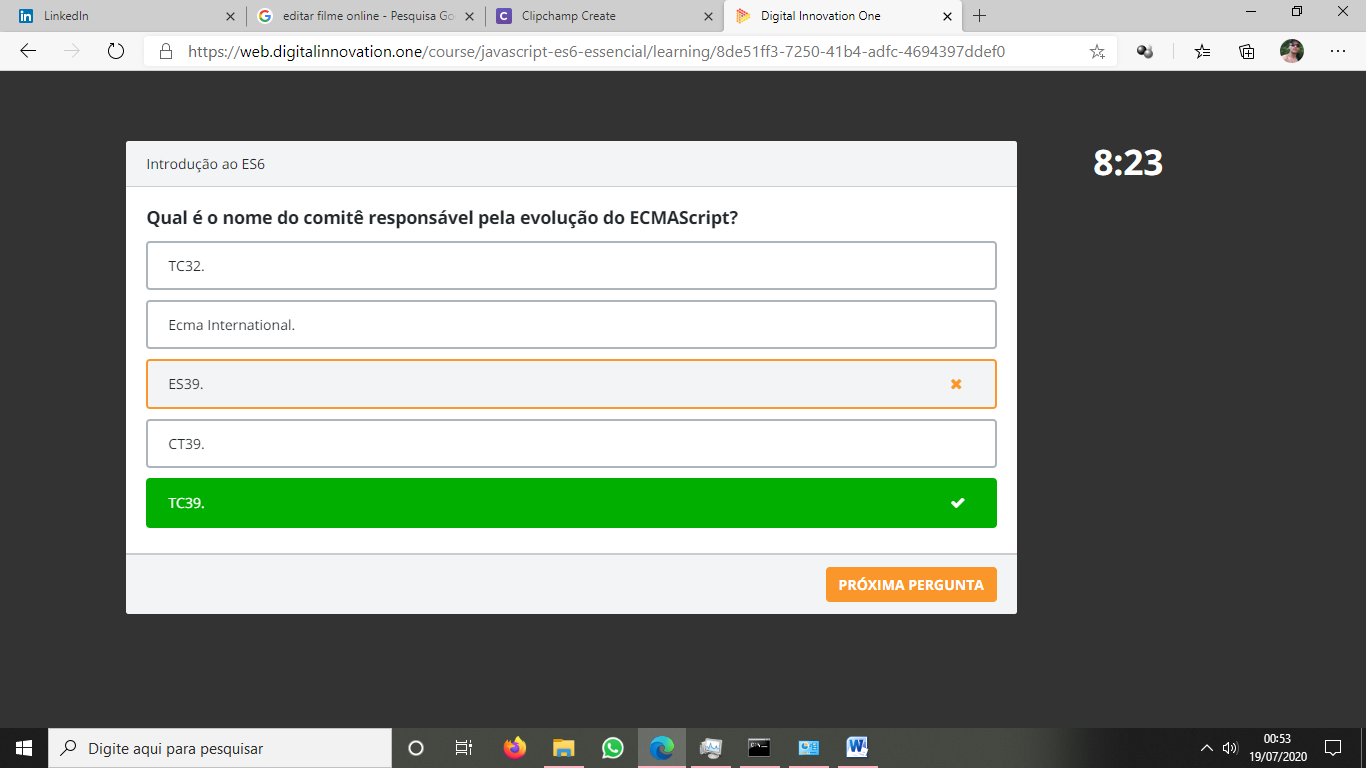 LinkedIn
editar filme online - Pesquisa Go
Clipchamp Create
Digital Innovation One
https://web.digitalinnovation.one/course/javascript-es6-essencial/learning/8de51ff3-7250-41b4-adfc-4694397ddef0
Introdução ao ES6
8:23
Qual é o nome do comitê responsável pela evolução do ECMAScript?
TC32.
Ecma International.
ES39.
CT39.
TC39.
PRÓXIMA PERGUNTA
Digite aqui para pesquisar
00:53
19/07/2020